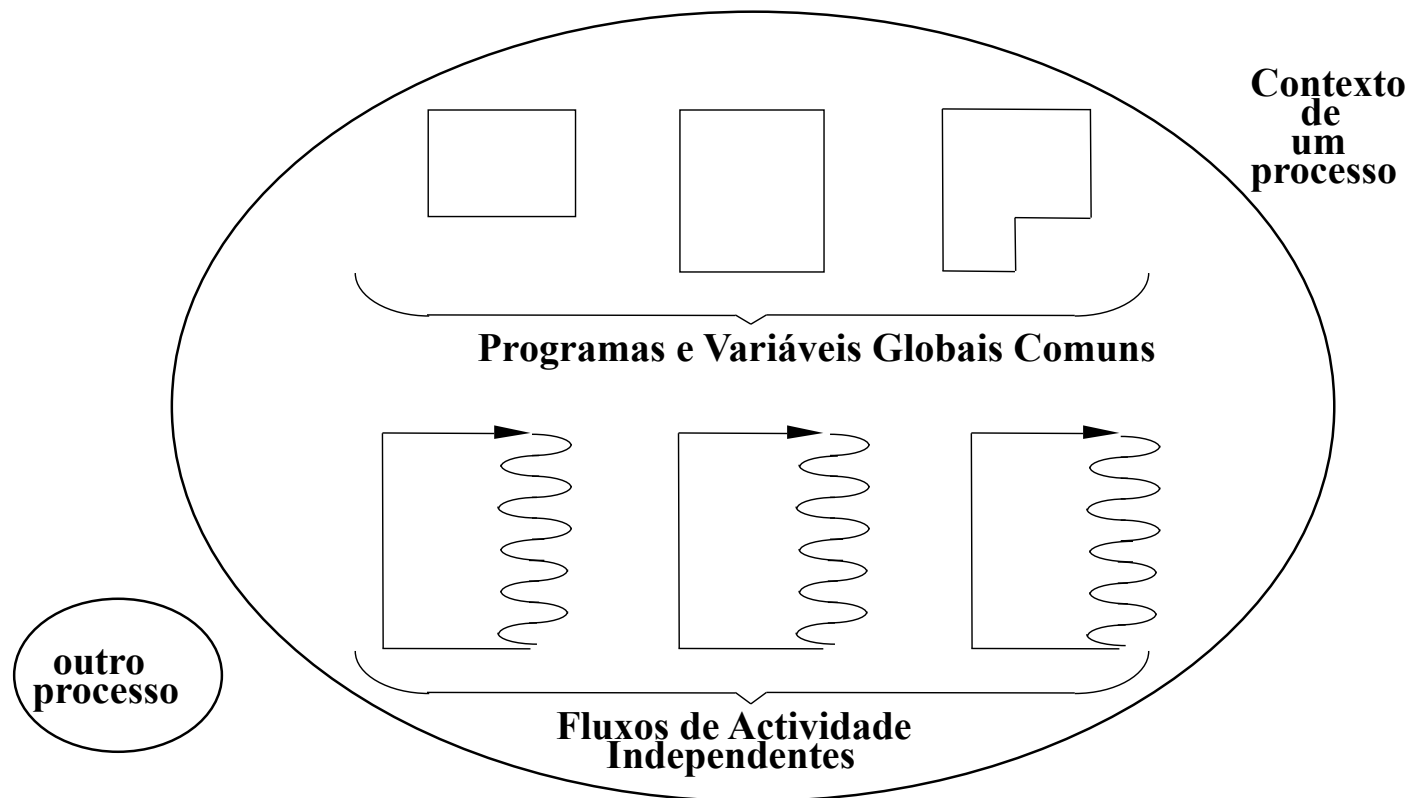 Contexto
de
um
processo
Programas e Variáveis Globais Comuns
outro
processo
Fluxos de Actividade
Independentes